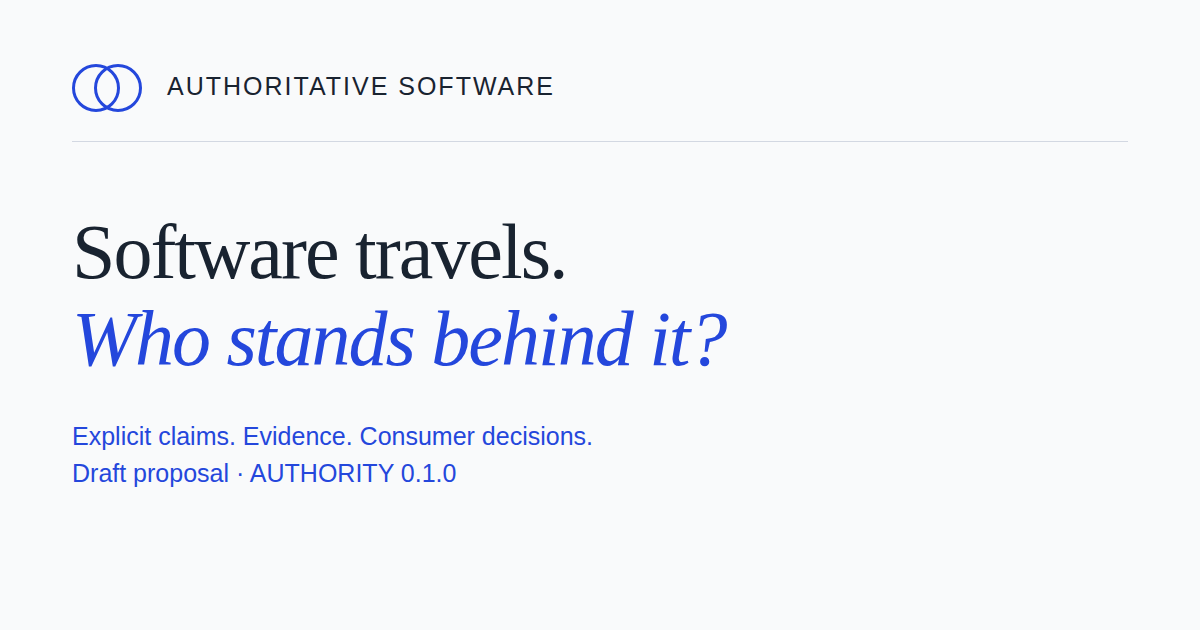 AUTHORITATIVE SOFTWARE
Software travels.
Who stands behind it?
Explicit claims. Evidence. Consumer decisions.
Draft proposal · AUTHORITY 0.1.0